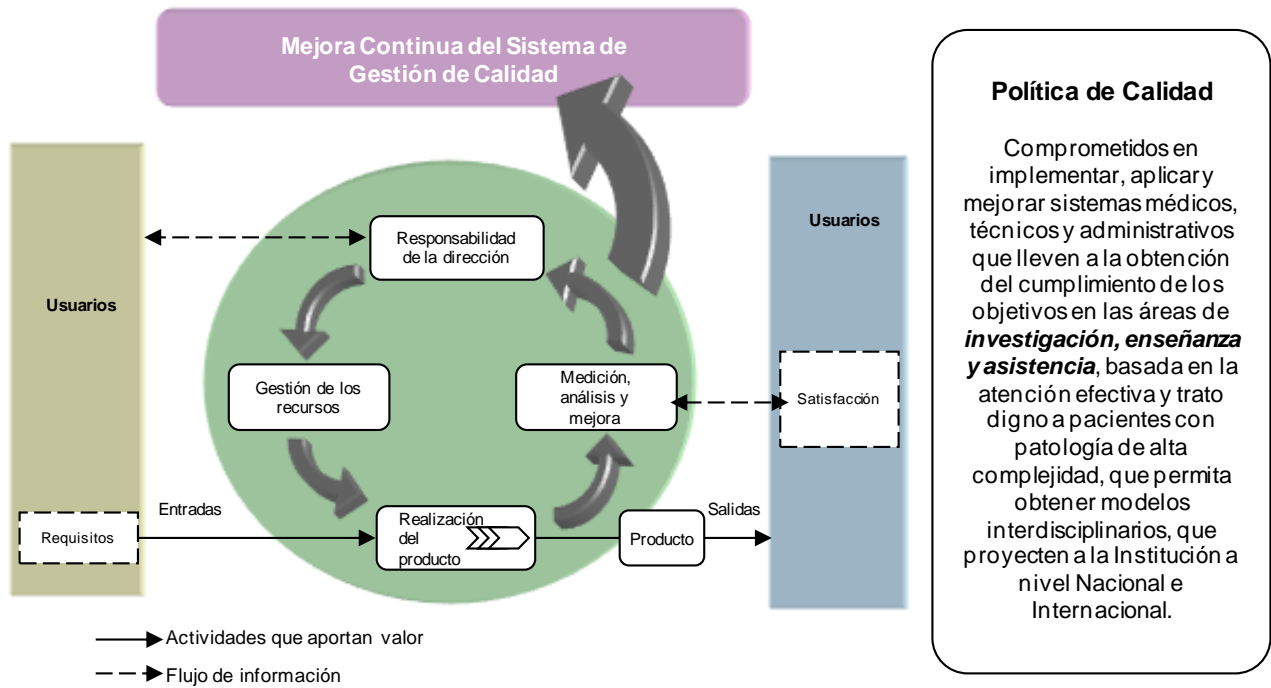 Mejora Continua del Sistema de
Gestión de Calidad
Usuarios
Requisitos
Entradas
Responsabilidad
de la dirección
Gestión de los
recursos
Medición,
análisis y
mejora
Realización
del
producto
Producto
Salidas
Usuarios
Satisfacción
Actividades que aportan valor
Flujo de información
Política de Calidad
Comprometidos en
implementar, aplicar y
mejorar sistemas médicos,
técnicos y administrativos
que lleven a la obtención
del cumplimiento de los
objetivos en las áreas de
investigación, enseñanza
y asistencia, basada en la
atención efectiva y trato
digno a pacientes con
patología de alta
complejidad, que permita
obtener modelos
interdisciplinarios, que
proyecten a la Institución a
nivel Nacional e
Internacional.